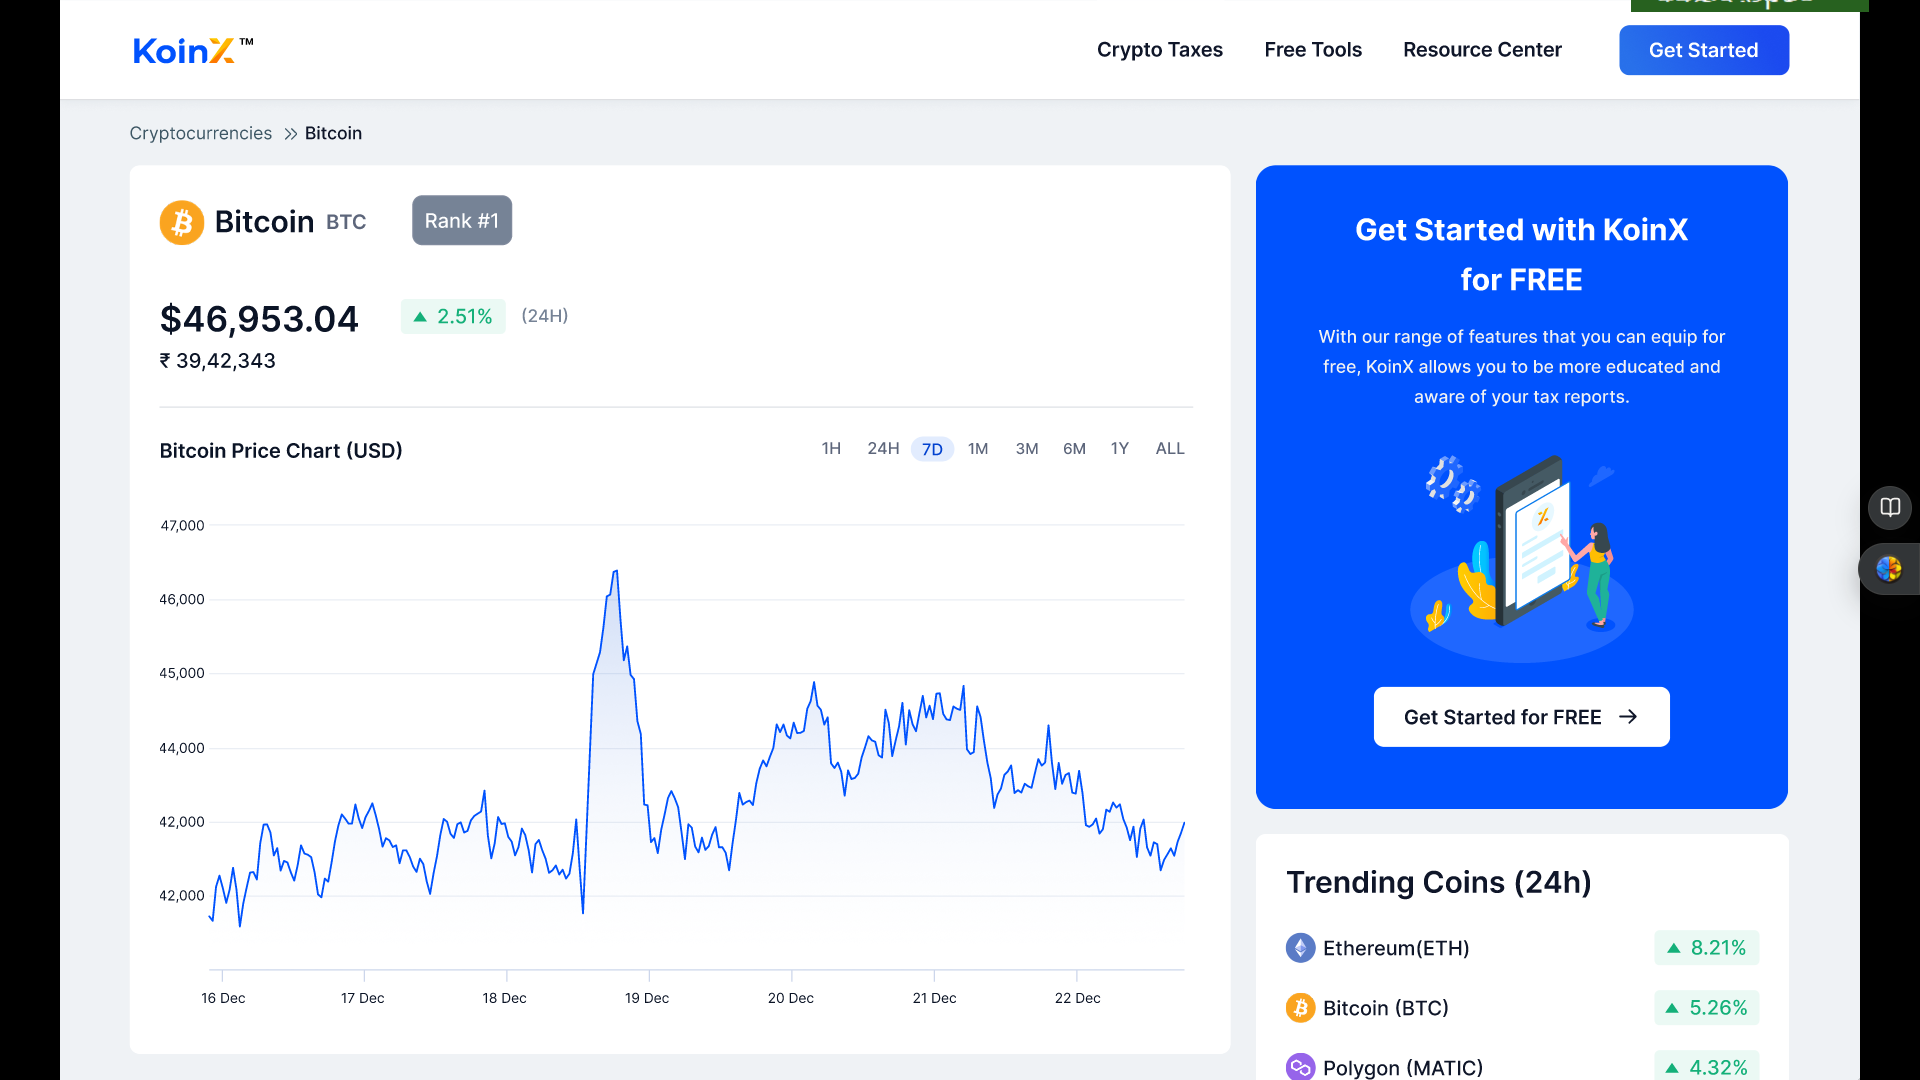 KoinX™
Crypto Taxes
Free Tools
Resource Center
Get Started
Cryptocurrencies >> Bitcoin
Bitcoin BTC
Rank #1
$46,953.04
▲ 2.51%
(24H)
₹ 39,42,343
Bitcoin Price Chart (USD)
1H 24H 7D 1M 3M 6M 1Y ALL
47,000
46,000
45,000
44,000
42,000
42,000
16 Dec 17 Dec 18 Dec 19 Dec 20 Dec 21 Dec 22 Dec
Get Started with KoinX
for FREE
With our range of features that you can equip for
free, KoinX allows you to be more educated and
aware of your tax reports.
Get Started for FREE →
Trending Coins (24h)
Ethereum(ETH)
▲ 8.21%
Bitcoin (BTC)
▲ 5.26%
Polygon (MATIC)
▲ 4.32%